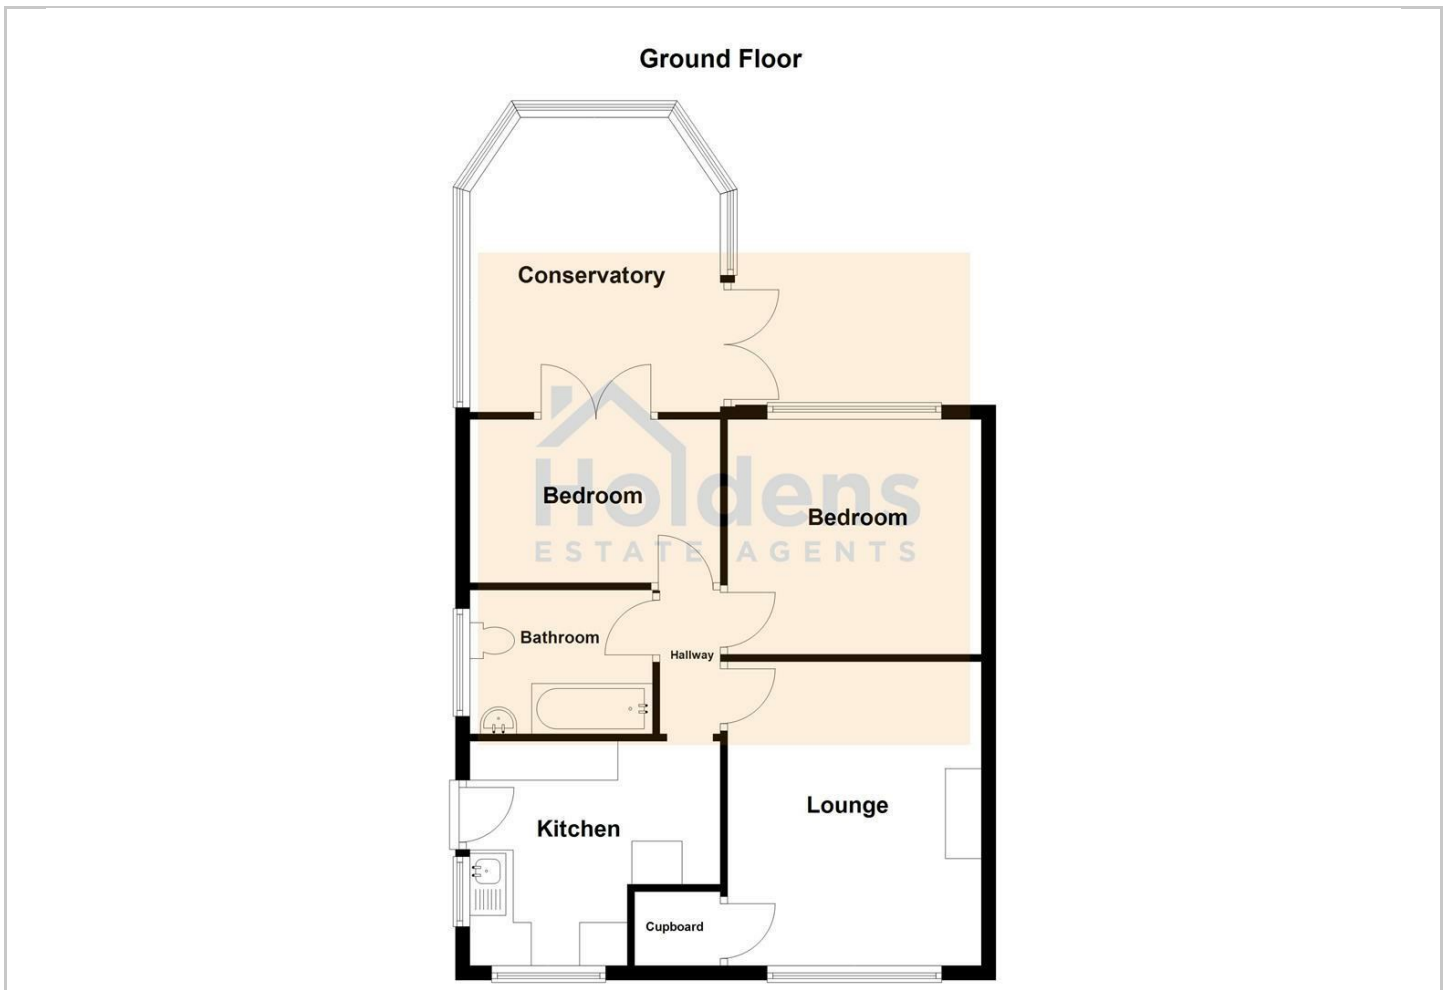 Ground Floor
Conservatory
Bedroom
Bedroom
Holdens
ESTATE AGENTS
Bathroom
Hallway
Lounge
Kitchen
Cupboard